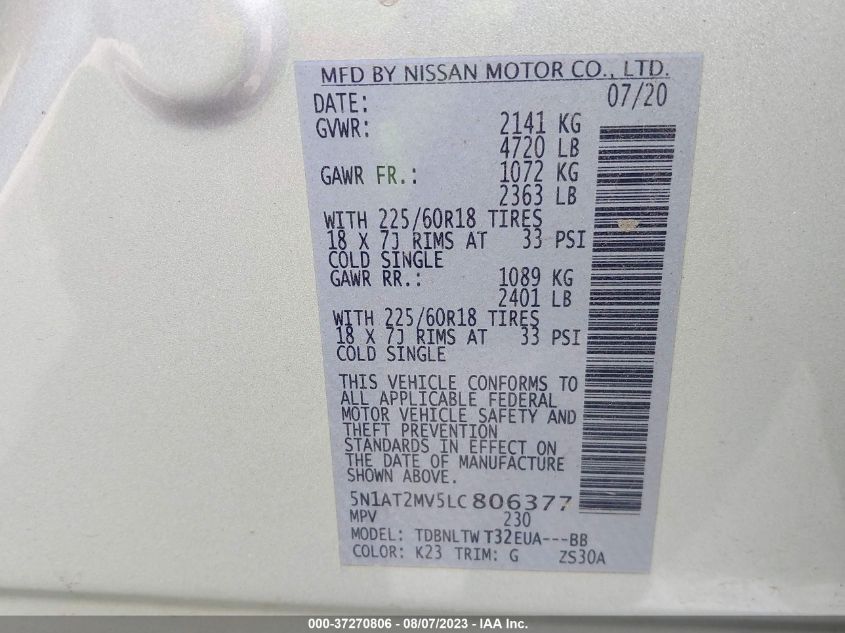 MFD BY NISSAN MOTOR CO., LTD.
DATE: 07/20
GVWR: 2141 KG
4720 LB
GAWR FR.: 1072 KG
2363 LB
WITH 225/60R18 TIRES
18 X 7J RIMS AT 33 PSI
COLD SINGLE
GAWR RR.: 1089 KG
2401 LB
WITH 225/60R18 TIRES
18 X 7J RIMS AT 33 PSI
COLD SINGLE
THIS VEHICLE CONFORMS TO
ALL APPLICABLE FEDERAL
MOTOR VEHICLE SAFETY AND
THEFT PREVENTION
STANDARDS IN EFFECT ON
THE DATE OF MANUFACTURE
SHOWN ABOVE.
5N1AT2MV5LC806377
MPV 230
MODEL: TDBNLTW T32EUA---BB
COLOR: K23 TRIM: G ZS30A
000-37270806 - 08/07/2023 - IAA Inc.